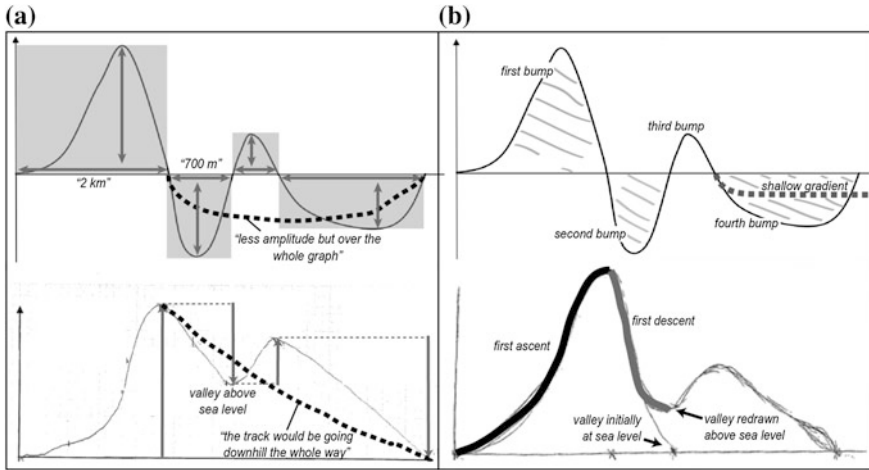 (a)
"2 km"
"700 m"
"less amplitude but over the
whole graph"
valley above
sea level
"the track would be going
downhill the whole way"
(b)
first bump
second bump
third bump
shallow gradient
fourth bump
first ascent
first descent
valley initially
at sea level
valley redrawn
above sea level